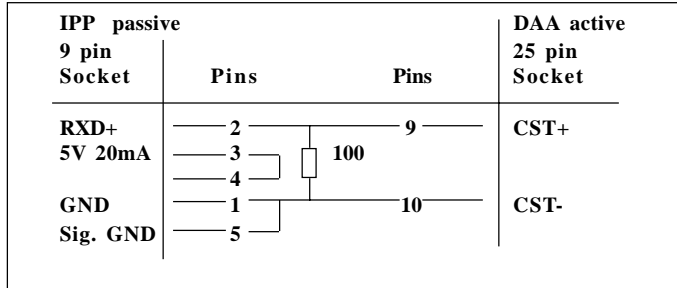 IPP passive DAA active
9 pin 25 pin
Socket Pins Pins Socket
RXD+ 2 9 CST+
5V 20mA 3 100
4
GND 1 10 CST-
Sig. GND 5